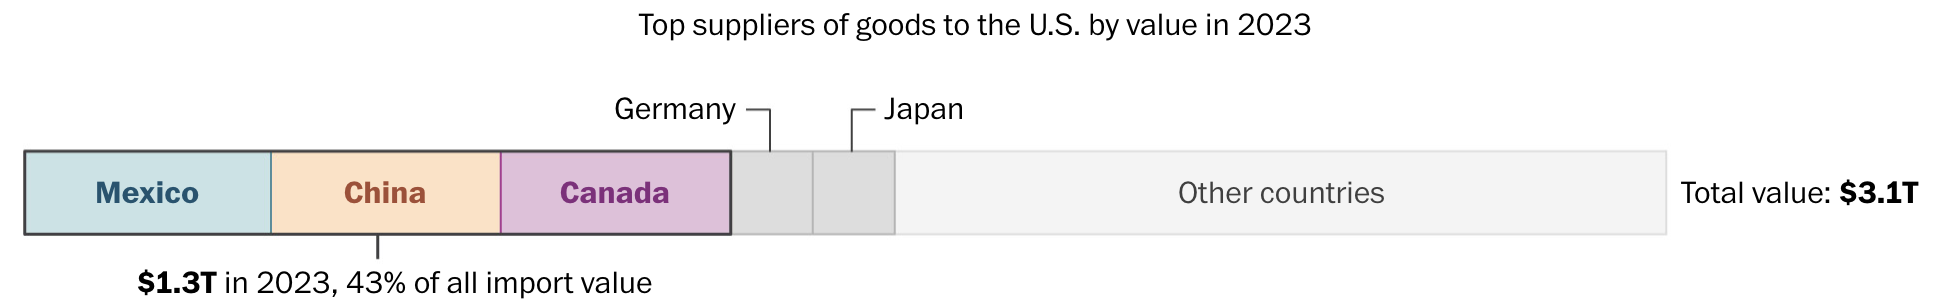 Top suppliers of goods to the U.S. by value in 2023
Germany
Japan
Mexico
China
Canada
Other countries
Total value: $3.1T
$1.3T in 2023, 43% of all import value